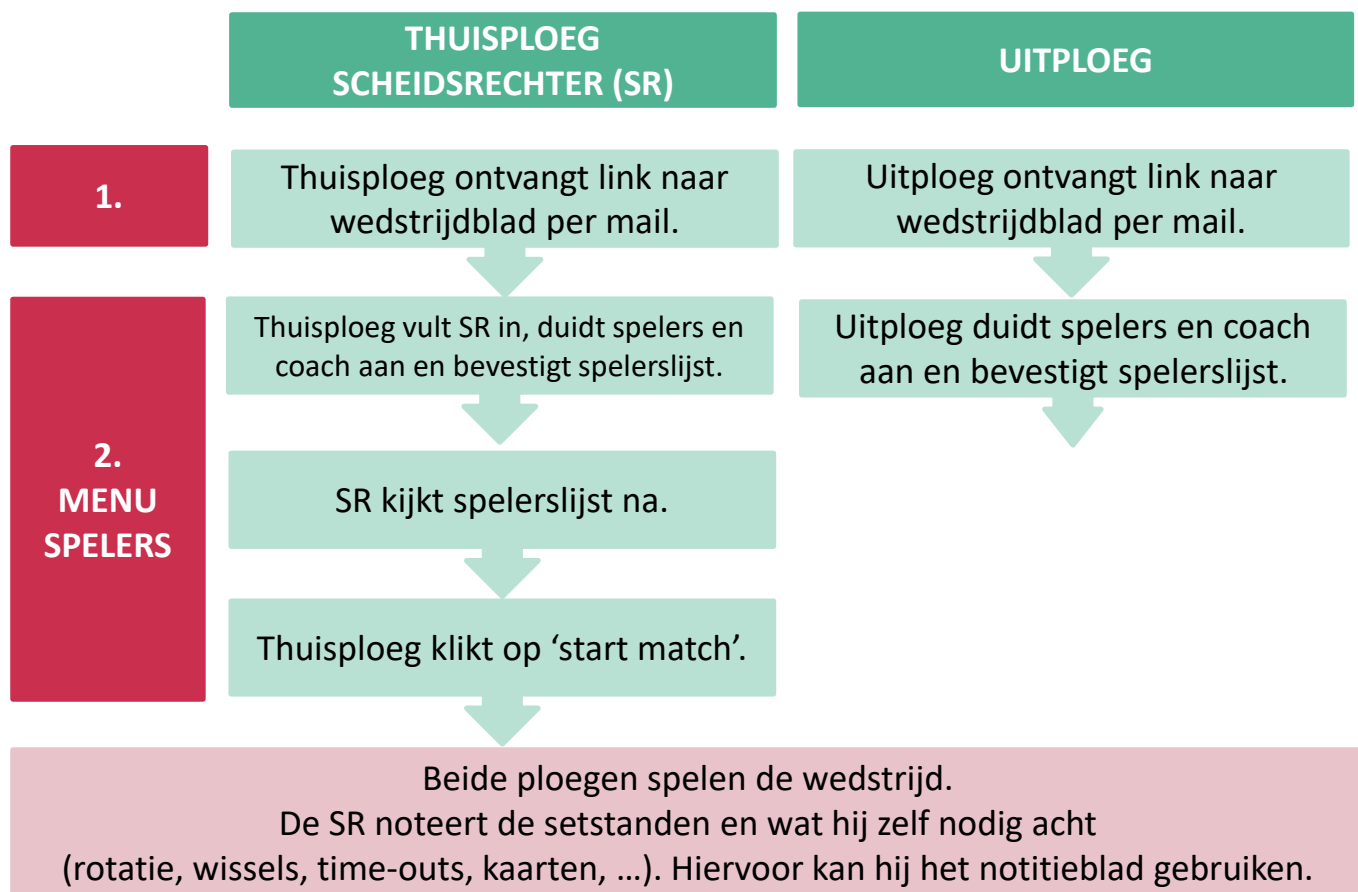 THUISPLOEG
SCHEIDSRECHTER (SR)
UITPLOEG
1.
Thuisploeg ontvangt link naar
wedstrijdblad per mail.
Uitploeg ontvangt link naar
wedstrijdblad per mail.
2.
MENU
SPELERS
Thuisploeg vult SR in, duidt spelers en
coach aan en bevestigt spelerslijst.
Uitploeg duidt spelers en coach
aan en bevestigt spelerslijst.
SR kijkt spelerslijst na.
Thuisploeg klikt op ‘start match’.
Beide ploegen spelen de wedstrijd.
De SR noteert de setstanden en wat hij zelf nodig acht
(rotatie, wissels, time-outs, kaarten, …). Hiervoor kan hij het notitieblad gebruiken.